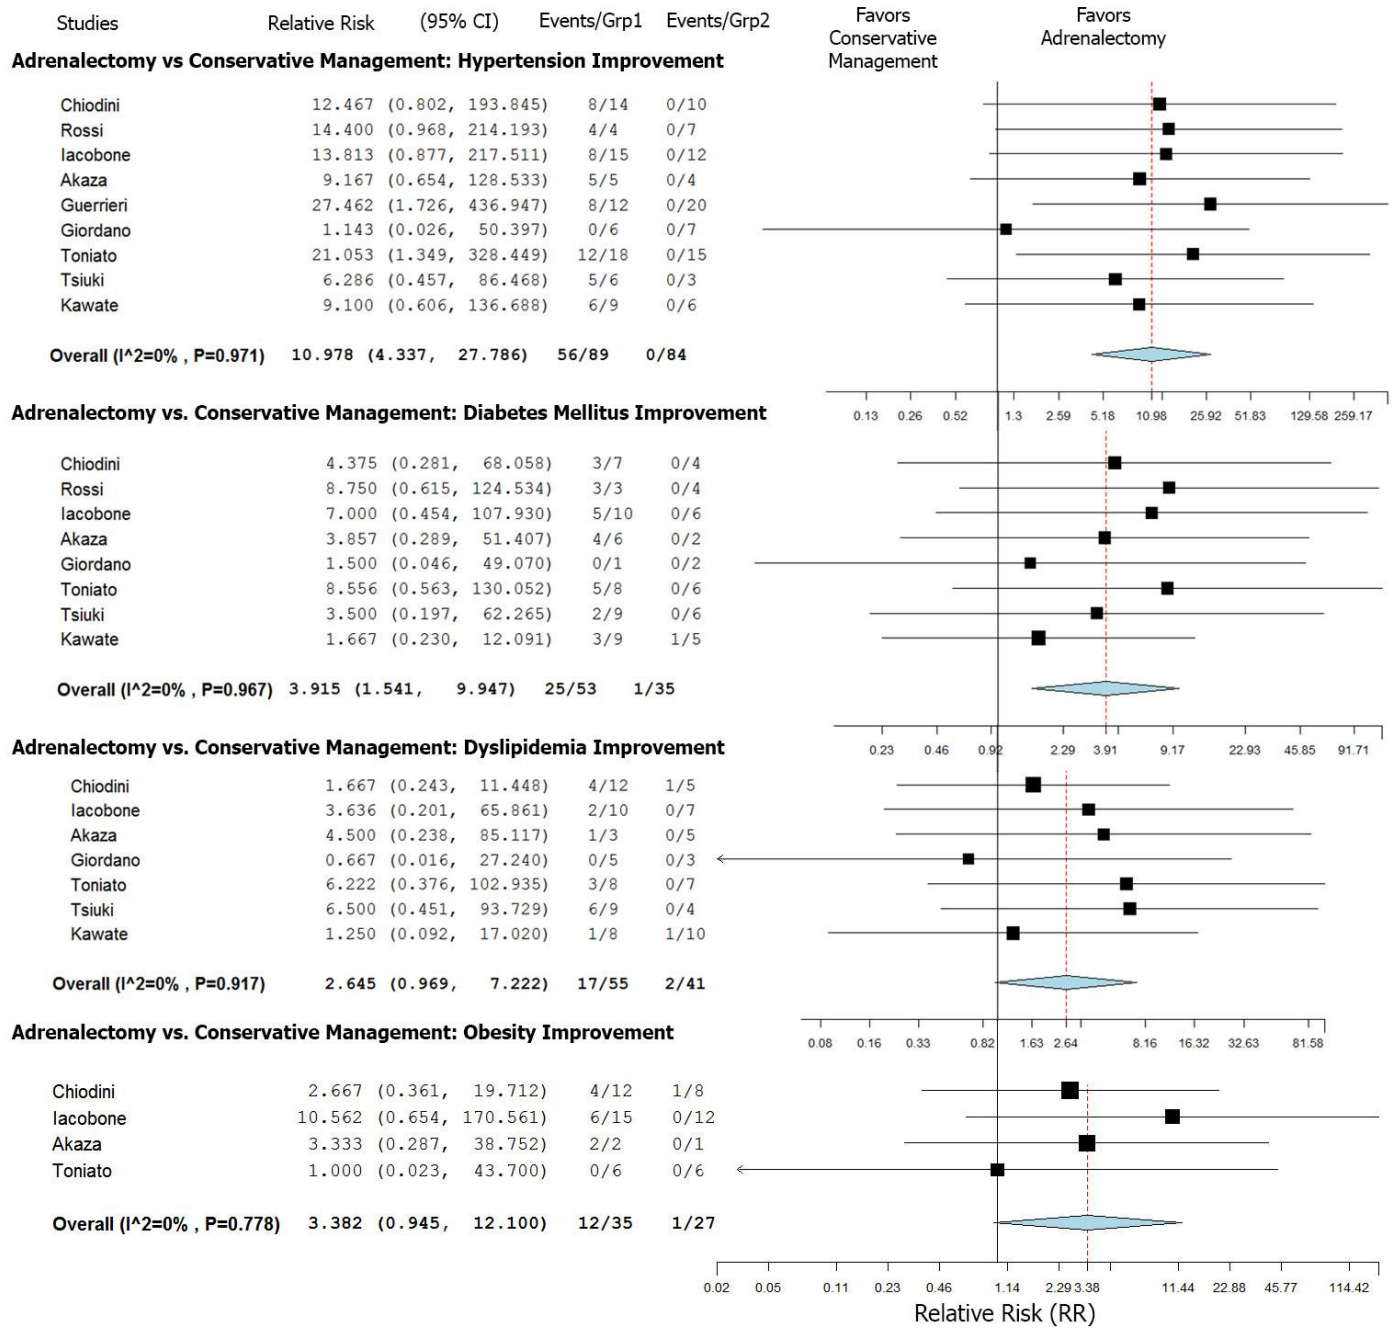 Studies Relative Risk (95% CI) Events/Grp1 Events/Grp2 Favors Conservative Management Favors Adrenalectomy
Adrenalectomy vs Conservative Management: Hypertension Improvement
Chiodini 12.467 (0.802, 193.845) 8/14 0/10
Rossi 14.400 (0.968, 214.193) 4/4 0/7
Iacobone 13.813 (0.877, 217.511) 8/15 0/12
Akaza 9.167 (0.654, 128.533) 5/5 0/4
Guerrieri 27.462 (1.726, 436.947) 8/12 0/20
Giordano 1.143 (0.026, 50.397) 0/6 0/7
Toniato 21.053 (1.349, 328.449) 12/18 0/15
Tsiuki 6.286 (0.457, 86.468) 5/6 0/3
Kawate 9.100 (0.606, 136.688) 6/9 0/6
Overall (I^2=0% , P=0.971) 10.978 (4.337, 27.786) 56/89 0/84
0.13 0.26 0.52 1.3 2.59 5.18 10.98 25.92 51.83 129.58 259.17
Adrenalectomy vs. Conservative Management: Diabetes Mellitus Improvement
Chiodini 4.375 (0.281, 68.058) 3/7 0/4
Rossi 8.750 (0.615, 124.534) 3/3 0/4
Iacobone 7.000 (0.454, 107.930) 5/10 0/6
Akaza 3.857 (0.289, 51.407) 4/6 0/2
Giordano 1.500 (0.046, 49.070) 0/1 0/2
Toniato 8.556 (0.563, 130.052) 5/8 0/6
Tsiuki 3.500 (0.197, 62.265) 2/9 0/6
Kawate 1.667 (0.230, 12.091) 3/9 1/5
Overall (I^2=0% , P=0.967) 3.915 (1.541, 9.947) 25/53 1/35
0.23 0.46 0.92 2.29 3.91 9.17 22.93 45.85 91.71
Adrenalectomy vs. Conservative Management: Dyslipidemia Improvement
Chiodini 1.667 (0.243, 11.448) 4/12 1/5
Iacobone 3.636 (0.201, 65.861) 2/10 0/7
Akaza 4.500 (0.238, 85.117) 1/3 0/5
Giordano 0.667 (0.016, 27.240) 0/5 0/3
Toniato 6.222 (0.376, 102.935) 3/8 0/7
Tsiuki 6.500 (0.451, 93.729) 6/9 0/4
Kawate 1.250 (0.092, 17.020) 1/8 1/10
Overall (I^2=0% , P=0.917) 2.645 (0.969, 7.222) 17/55 2/41
0.08 0.16 0.33 0.82 1.63 2.64 8.16 16.32 32.63 81.58
Adrenalectomy vs. Conservative Management: Obesity Improvement
Chiodini 2.667 (0.361, 19.712) 4/12 1/8
Iacobone 10.562 (0.654, 170.561) 6/15 0/12
Akaza 3.333 (0.287, 38.752) 2/2 0/1
Toniato 1.000 (0.023, 43.700) 0/6 0/6
Overall (I^2=0% , P=0.778) 3.382 (0.945, 12.100) 12/35 1/27
0.02 0.05 0.09 0.23 0.46 1.14 2.29 3.38 11.44 22.88 45.77 114.42
Relative Risk (RR)